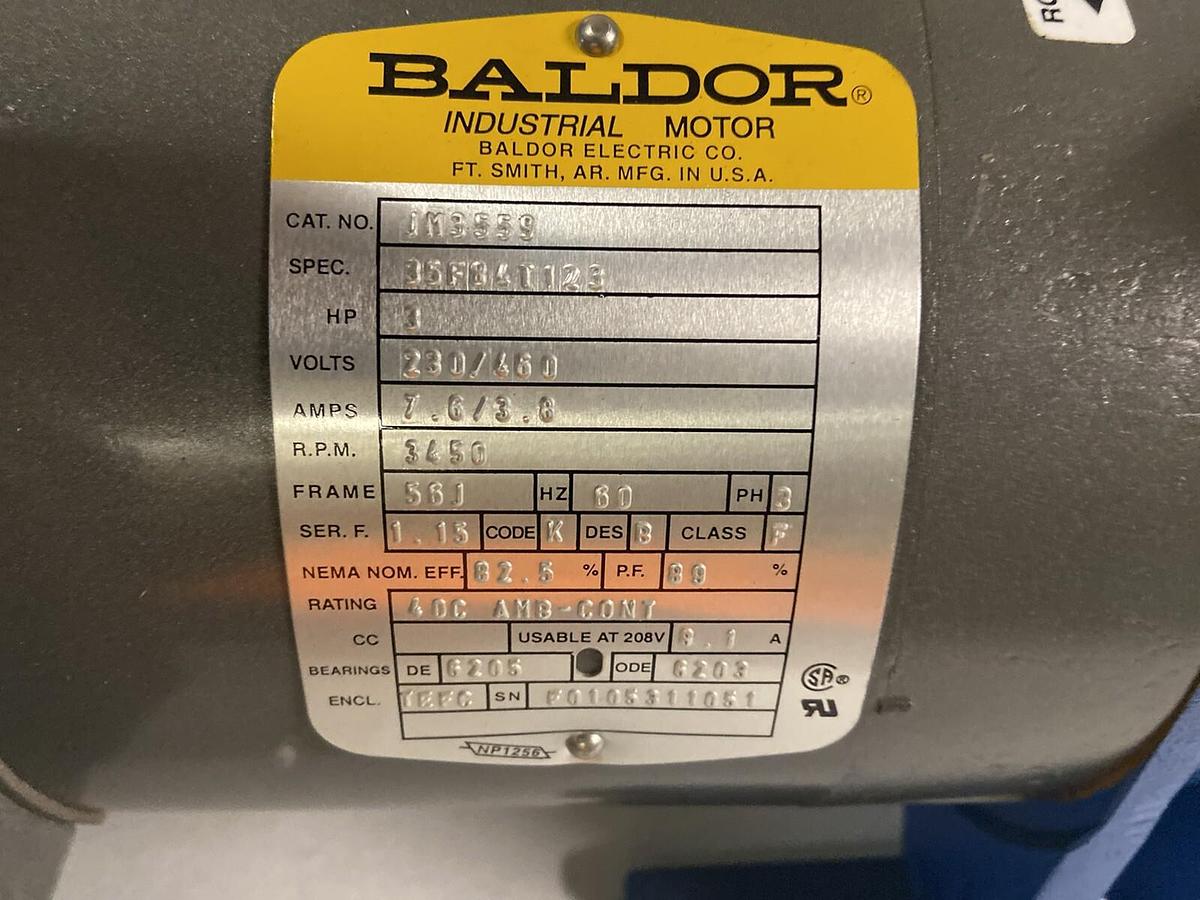 BALDOR®
INDUSTRIAL MOTOR
BALDOR ELECTRIC CO.
FT. SMITH, AR. MFG. IN U.S.A.
CAT. NO. JM3559
SPEC. 35F84T123
HP 3
VOLTS 230/460
AMPS 7.6/3.8
R.P.M. 3450
FRAME 56J HZ 60 PH 3
SER. F. 1.15 CODE K DES B CLASS F
NEMA NOM. EFF. 82.5 % P.F. 89 %
RATING 40C AMB-CONT
CC USABLE AT 208V 8.1 A
BEARINGS DE 6205 ODE 6203
ENCL. TEFC SN F0105311051
NP1256